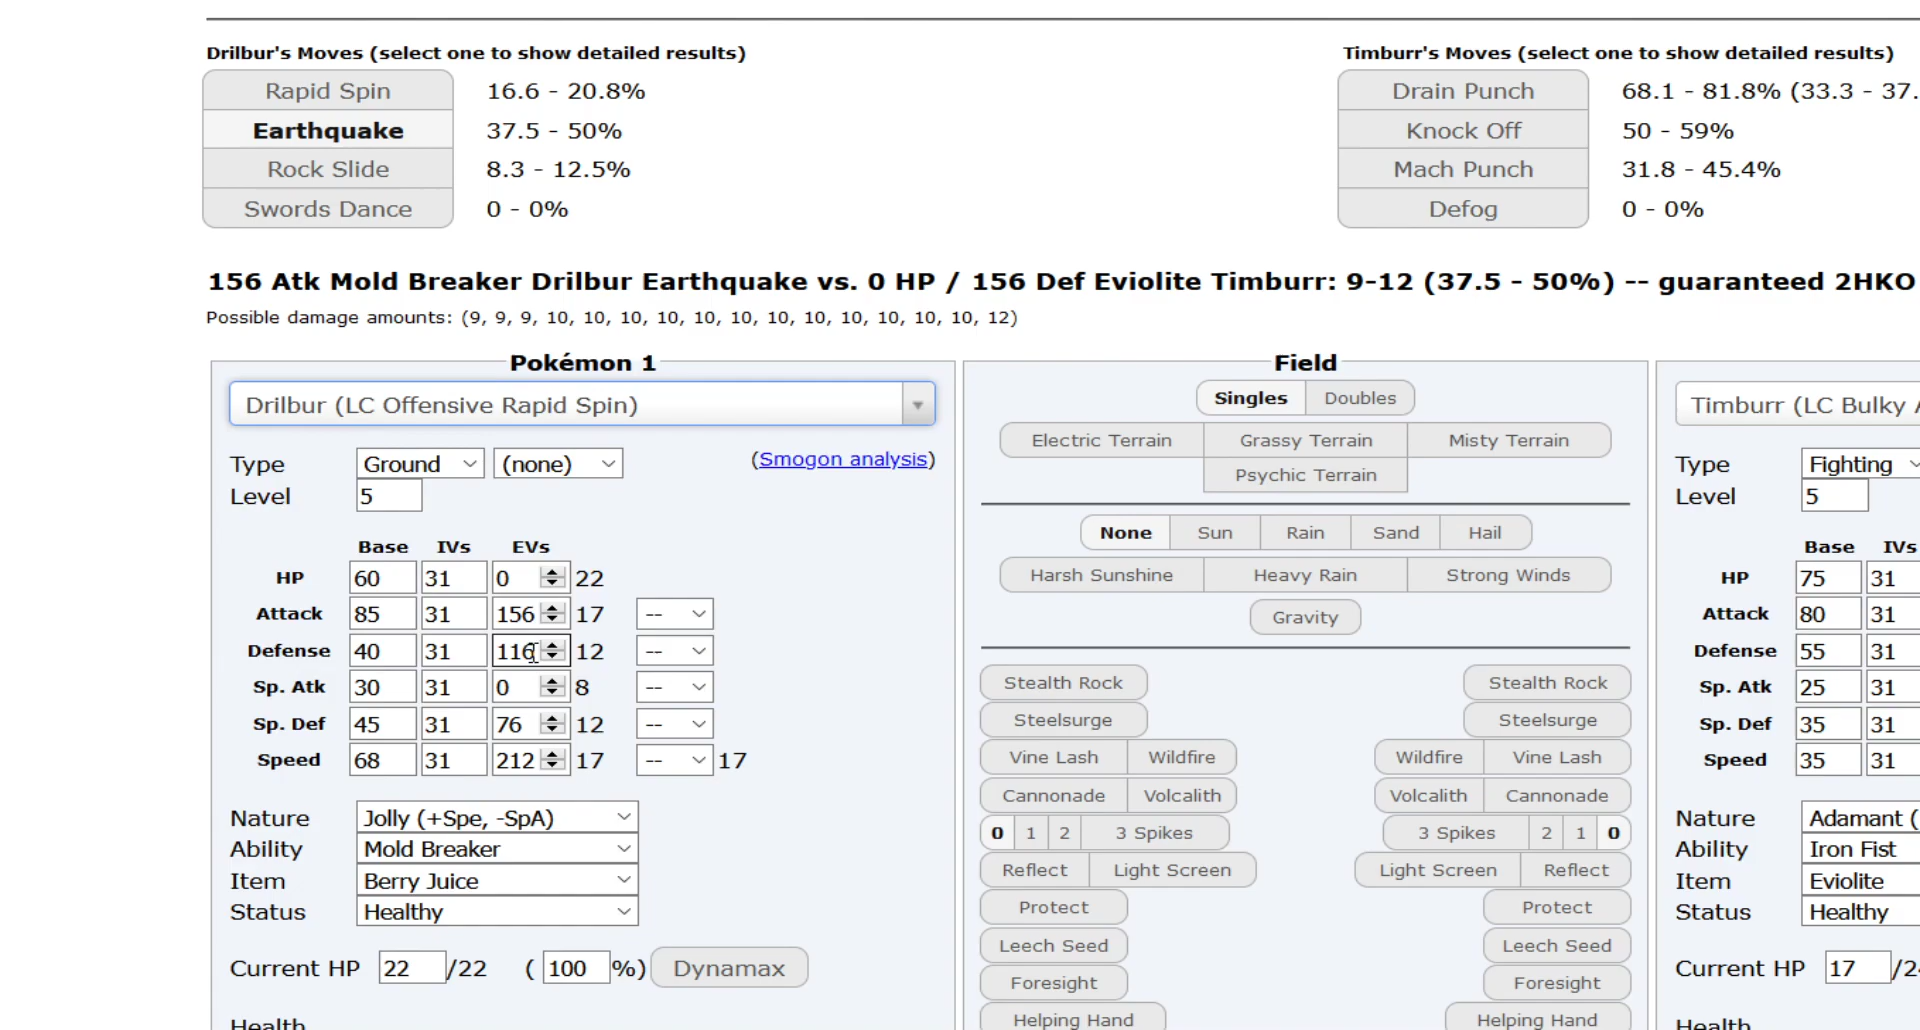 Drilbur's Moves (select one to show detailed results)
Rapid Spin 16.6 - 20.8%
Earthquake 37.5 - 50%
Rock Slide 8.3 - 12.5%
Swords Dance 0 - 0%
Timburr's Moves (select one to show detailed results)
Drain Punch 68.1 - 81.8% (33.3 - 37.
Knock Off 50 - 59%
Mach Punch 31.8 - 45.4%
Defog 0 - 0%
156 Atk Mold Breaker Drilbur Earthquake vs. 0 HP / 156 Def Eviolite Timburr: 9-12 (37.5 - 50%) -- guaranteed 2HKO
Possible damage amounts: (9, 9, 9, 10, 10, 10, 10, 10, 10, 10, 10, 10, 10, 10, 10, 12)
Pokémon 1
Drilbur (LC Offensive Rapid Spin)
Type Ground (none) (Smogon analysis)
Level 5
Base IVs EVs
HP 60 31 0 22
Attack 85 31 156 17 --
Defense 40 31 116 12 --
Sp. Atk 30 31 0 8 --
Sp. Def 45 31 76 12 --
Speed 68 31 212 17 -- 17
Nature Jolly (+Spe, -SpA)
Ability Mold Breaker
Item Berry Juice
Status Healthy
Current HP 22 /22 ( 100 %) Dynamax
Health
Field
Singles Doubles
Electric Terrain Grassy Terrain Misty Terrain
Psychic Terrain
None Sun Rain Sand Hail
Harsh Sunshine Heavy Rain Strong Winds
Gravity
Stealth Rock Stealth Rock
Steelsurge Steelsurge
Vine Lash Wildfire Wildfire Vine Lash
Cannonade Volcalith Volcalith Cannonade
0 1 2 3 Spikes 3 Spikes 2 1 0
Reflect Light Screen Light Screen Reflect
Protect Protect
Leech Seed Leech Seed
Foresight Foresight
Helping Hand Helping Hand
Timburr (LC Bulky
Type Fighting
Level 5
Base IVs
HP 75 31
Attack 80 31
Defense 55 31
Sp. Atk 25 31
Sp. Def 35 31
Speed 35 31
Nature Adamant (
Ability Iron Fist
Item Eviolite
Status Healthy
Current HP 17 /2
Health